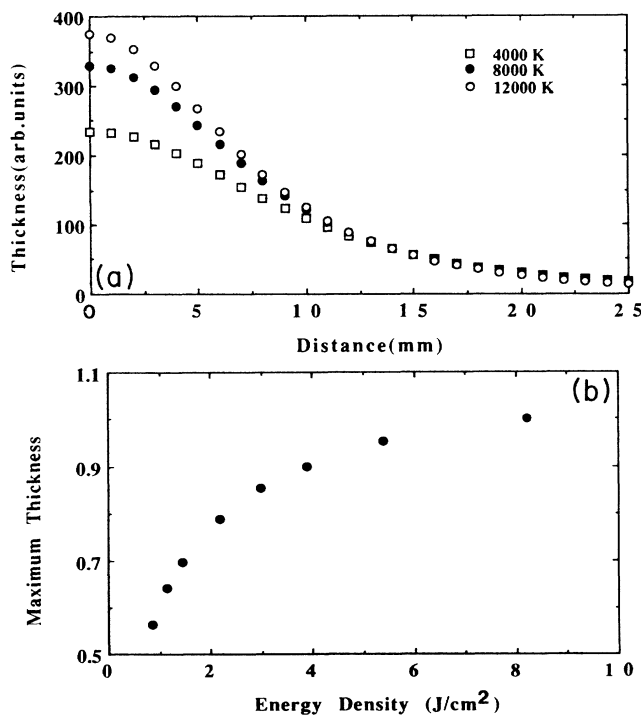 400
300
200
100
0
Thickness(arb.units)
4000 K
8000 K
12000 K
(a)
0 5 10 15 20 25
Distance(mm)
1.1
0.9
0.7
0.5
Maximum Thickness
(b)
0 2 4 6 8 10
Energy Density (J/cm²)